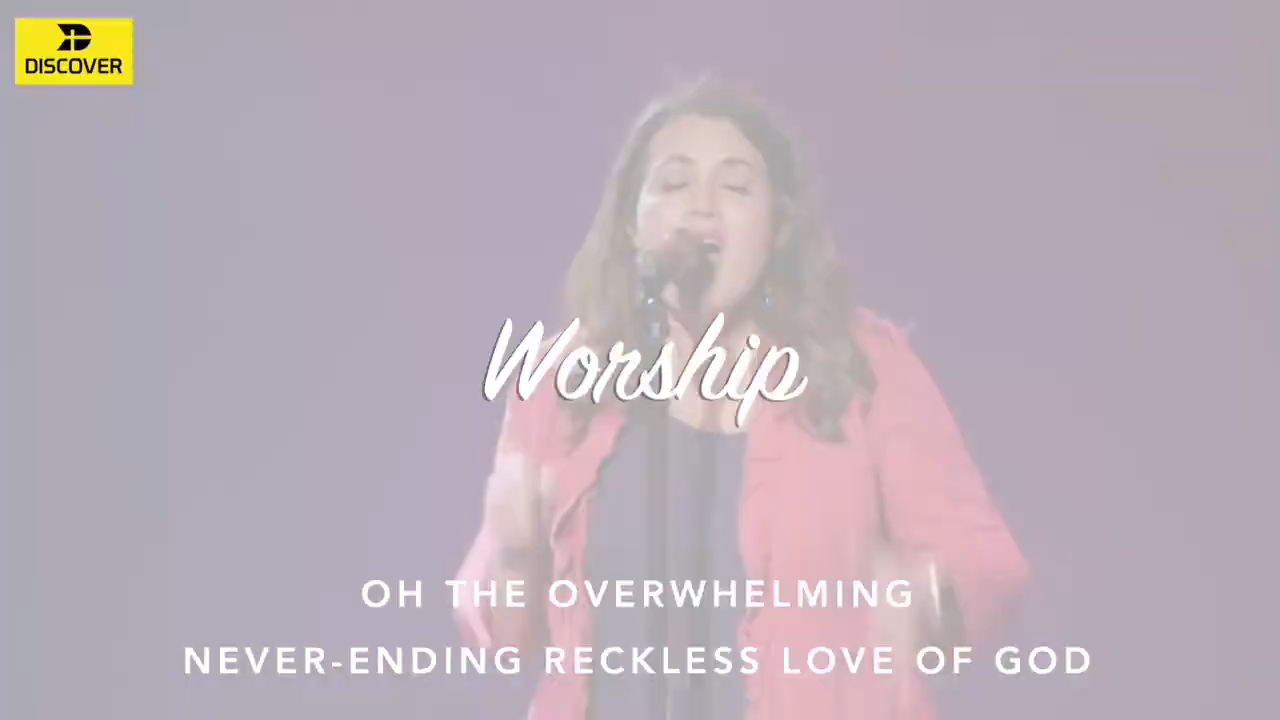 DISCOVER
Worship
OH THE OVERWHELMING
NEVER-ENDING RECKLESS LOVE OF GOD